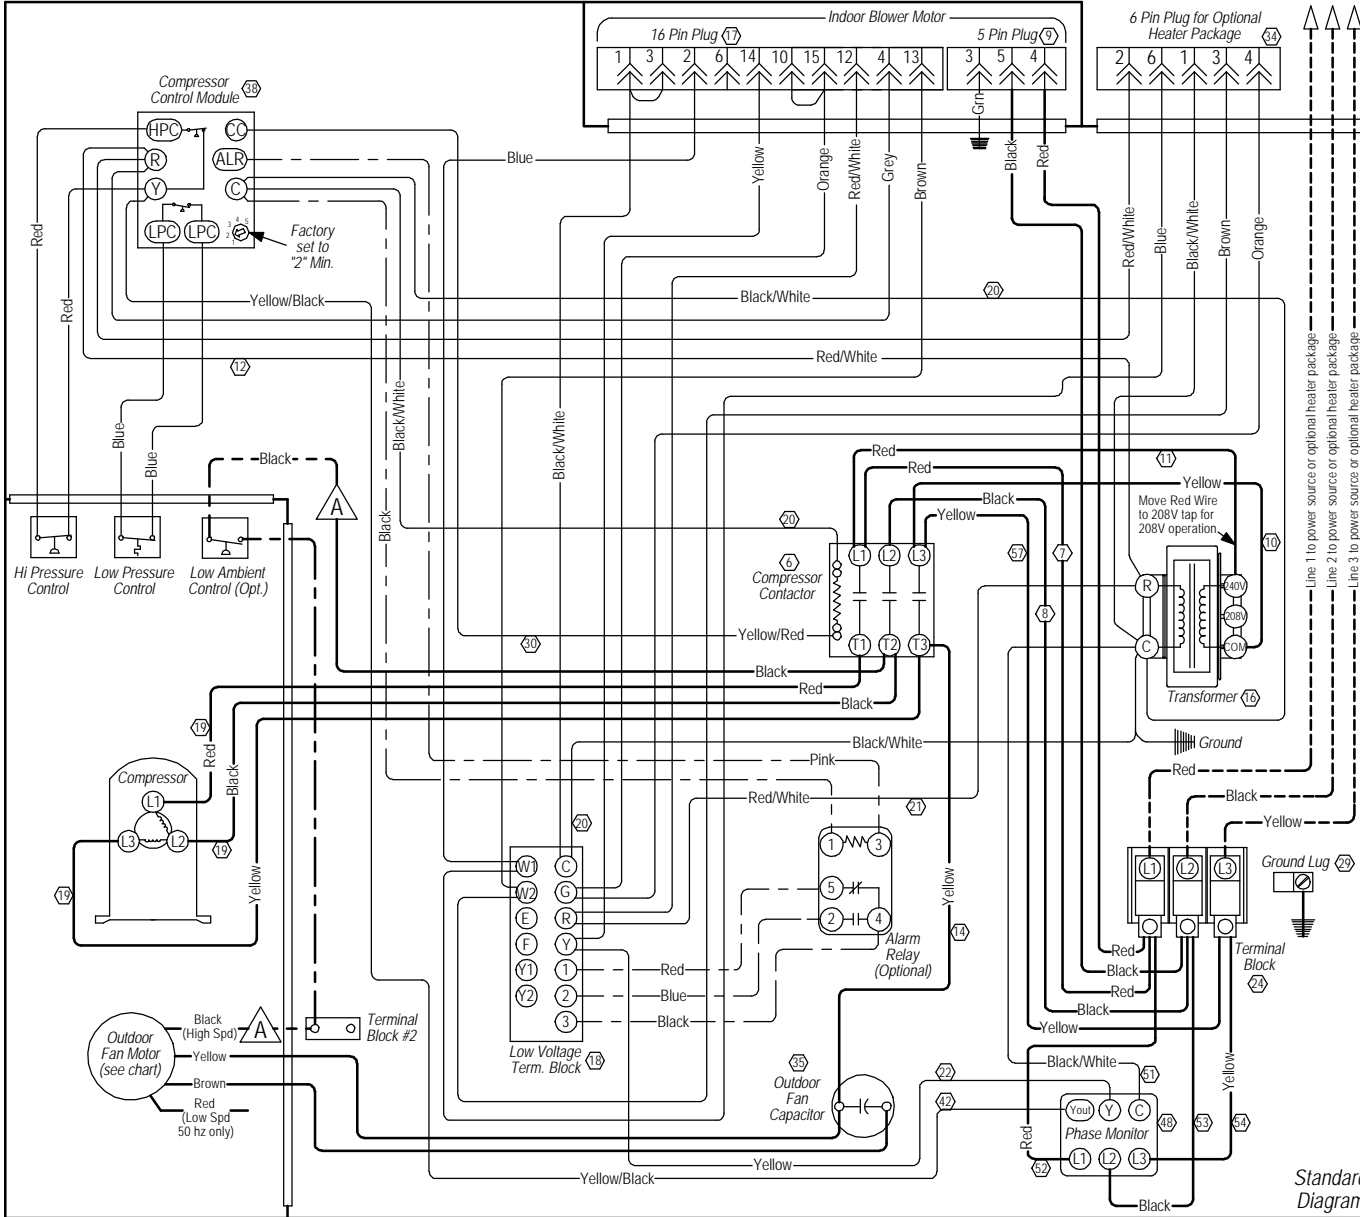 Indoor Blower Motor
16 Pin Plug 17
5 Pin Plug 9
6 Pin Plug for Optional
Heater Package
34
1 3 2 6 14 10 15 12 4 13
3 5 4
2 6 1 3 4
Compressor
Control Module 38
HPC
CC
R
ALR
Y
C
LPC
LPC
1
2
3
4
5
Factory
set to
"2" Min.
Grn
Black
Red
Blue
Yellow
Orange
Red/White
Grey
Brown
Red/White
Blue
Black/White
Brown
Orange
Red
Red
Yellow/Black
Black/White
20
Red/White
12
Black/White
Black/White
Blue
Blue
Black
A
Black
Hi Pressure
Control
Low Pressure
Control
Low Ambient
Control (Opt.)
Red
11
Red
Yellow
Black
Yellow
Move Red Wire
to 208V tap for
208V operation
20
6
Compressor
Contactor
L1 L2 L3
T1 T2 T3
57
7
8
10
R
240V
208V
C
COM
Transformer 16
Line 1 to power source or optional heater package
Line 2 to power source or optional heater package
Line 3 to power source or optional heater package
30
Yellow/Red
Black
Red
Black
Black/White
Ground
Pink
Red/White
21
20
19
Red
Black
Compressor
L1
L3
L2
19
19
Yellow
W1 C
W2 G
E R
F Y
Y1 1
Y2 2
3
Low Voltage
Term. Block 18
Red
Blue
Black
1 3
5
2 4
Alarm
Relay
(Optional)
Yellow
14
Red
Black
Yellow
L1 L2 L3
Ground Lug 29
Terminal
Block
24
Red
Black
Red
Black
Yellow
Black
(High Spd)
A
Terminal
Block #2
Outdoor
Fan Motor
(see chart)
Yellow
Brown
Red
(Low Spd
50 hz only)
35
Outdoor
Fan
Capacitor
Black/White
51
22
42
Yout Y C
Phase Monitor
48
53
54
L1 L2 L3
Red
52
Yellow
Yellow
Yellow/Black
Black
Standard
Diagram